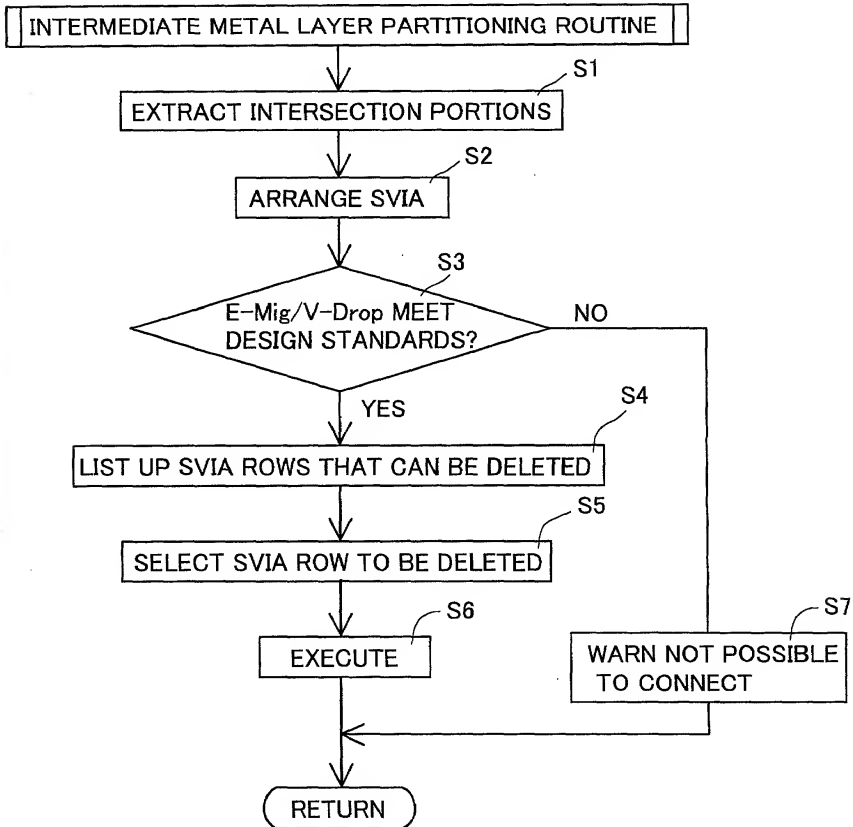 INTERMEDIATE METAL LAYER PARTITIONING ROUTINE
S1
EXTRACT INTERSECTION PORTIONS
S2
ARRANGE SVIA
S3
E-Mig/V-Drop MEET
DESIGN STANDARDS?
NO
YES
S4
LIST UP SVIA ROWS THAT CAN BE DELETED
S5
SELECT SVIA ROW TO BE DELETED
S6
EXECUTE
S7
WARN NOT POSSIBLE
TO CONNECT
RETURN